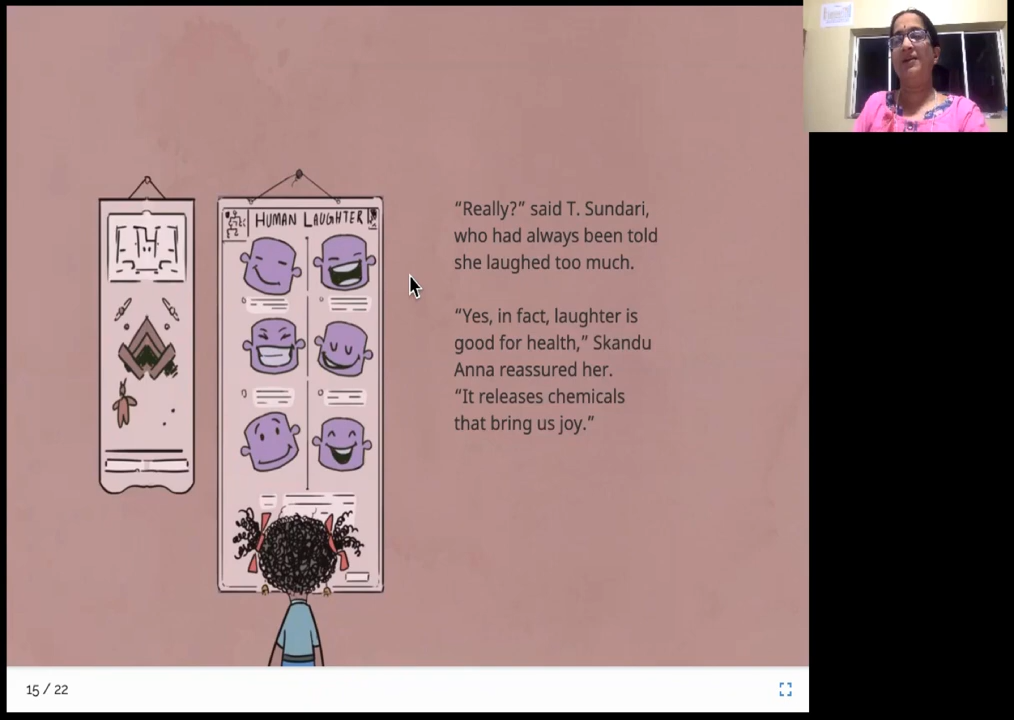 HUMAN LAUGHTER
“Really?” said T. Sundari,
who had always been told
she laughed too much.
“Yes, in fact, laughter is
good for health,” Skandu
Anna reassured her.
“It releases chemicals
that bring us joy.”
15 / 22